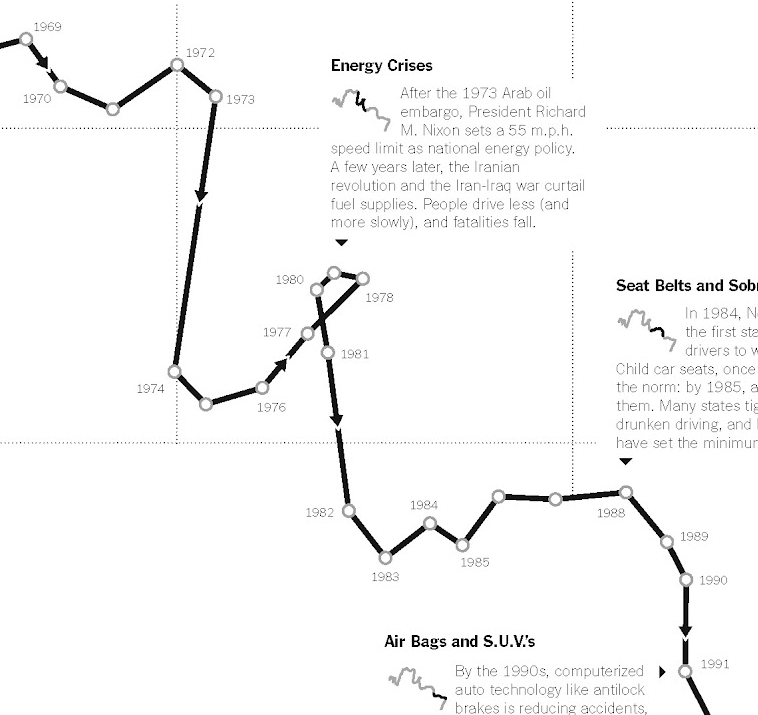 1969
1970
1972
1973
Energy Crises
After the 1973 Arab oil
embargo, President Richard
M. Nixon sets a 55 m.p.h.
speed limit as national energy policy.
A few years later, the Iranian
revolution and the Iran-Iraq war curtail
fuel supplies. People drive less (and
more slowly), and fatalities fall.
1980
1978
1977
1981
1974
1976
Seat Belts and
In 1984,
the first
drivers to
Child car seats, once
the norm: by 1985,
them. Many states
drunken driving, and
have set the
1982
1984
1983
1985
1988
1989
1990
1991
Air Bags and S.U.V.'s
By the 1990s, computerized
auto technology like antilock
brakes is reducing accidents,